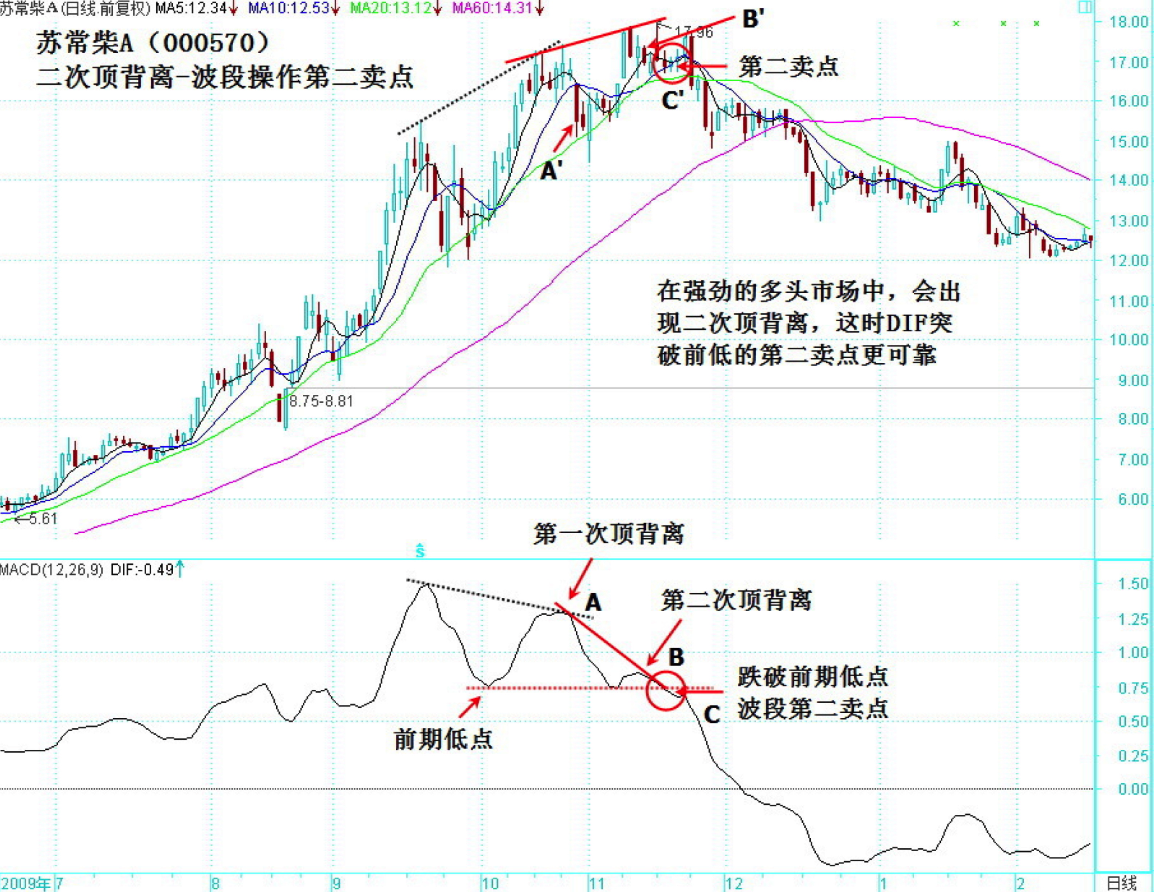 苏常柴A(日线.前复权) MA5:12.34↓ MA10:12.53↓ MA20:13.12↓ MA60:14.31↓
苏常柴A（000570）
二次顶背离-波段操作第二卖点
18.00
17.96
B'
第二卖点
17.00
C'
16.00
A'
15.00
14.00
13.00
12.00
在强劲的多头市场中，会出
现二次顶背离，这时DIF突
破前低的第二卖点更可靠
11.00
10.00
9.00
8.75-8.81
8.00
7.00
6.00
←5.61
第一次顶背离
S
MACD(12,26,9) DIF:-0.49↑
1.50
A
第二次顶背离
1.25
B
1.00
跌破前期低点
波段第二卖点
0.75
C
0.50
前期低点
0.25
0.00
2009年 7 8 9 10 11 12 1 2 日线